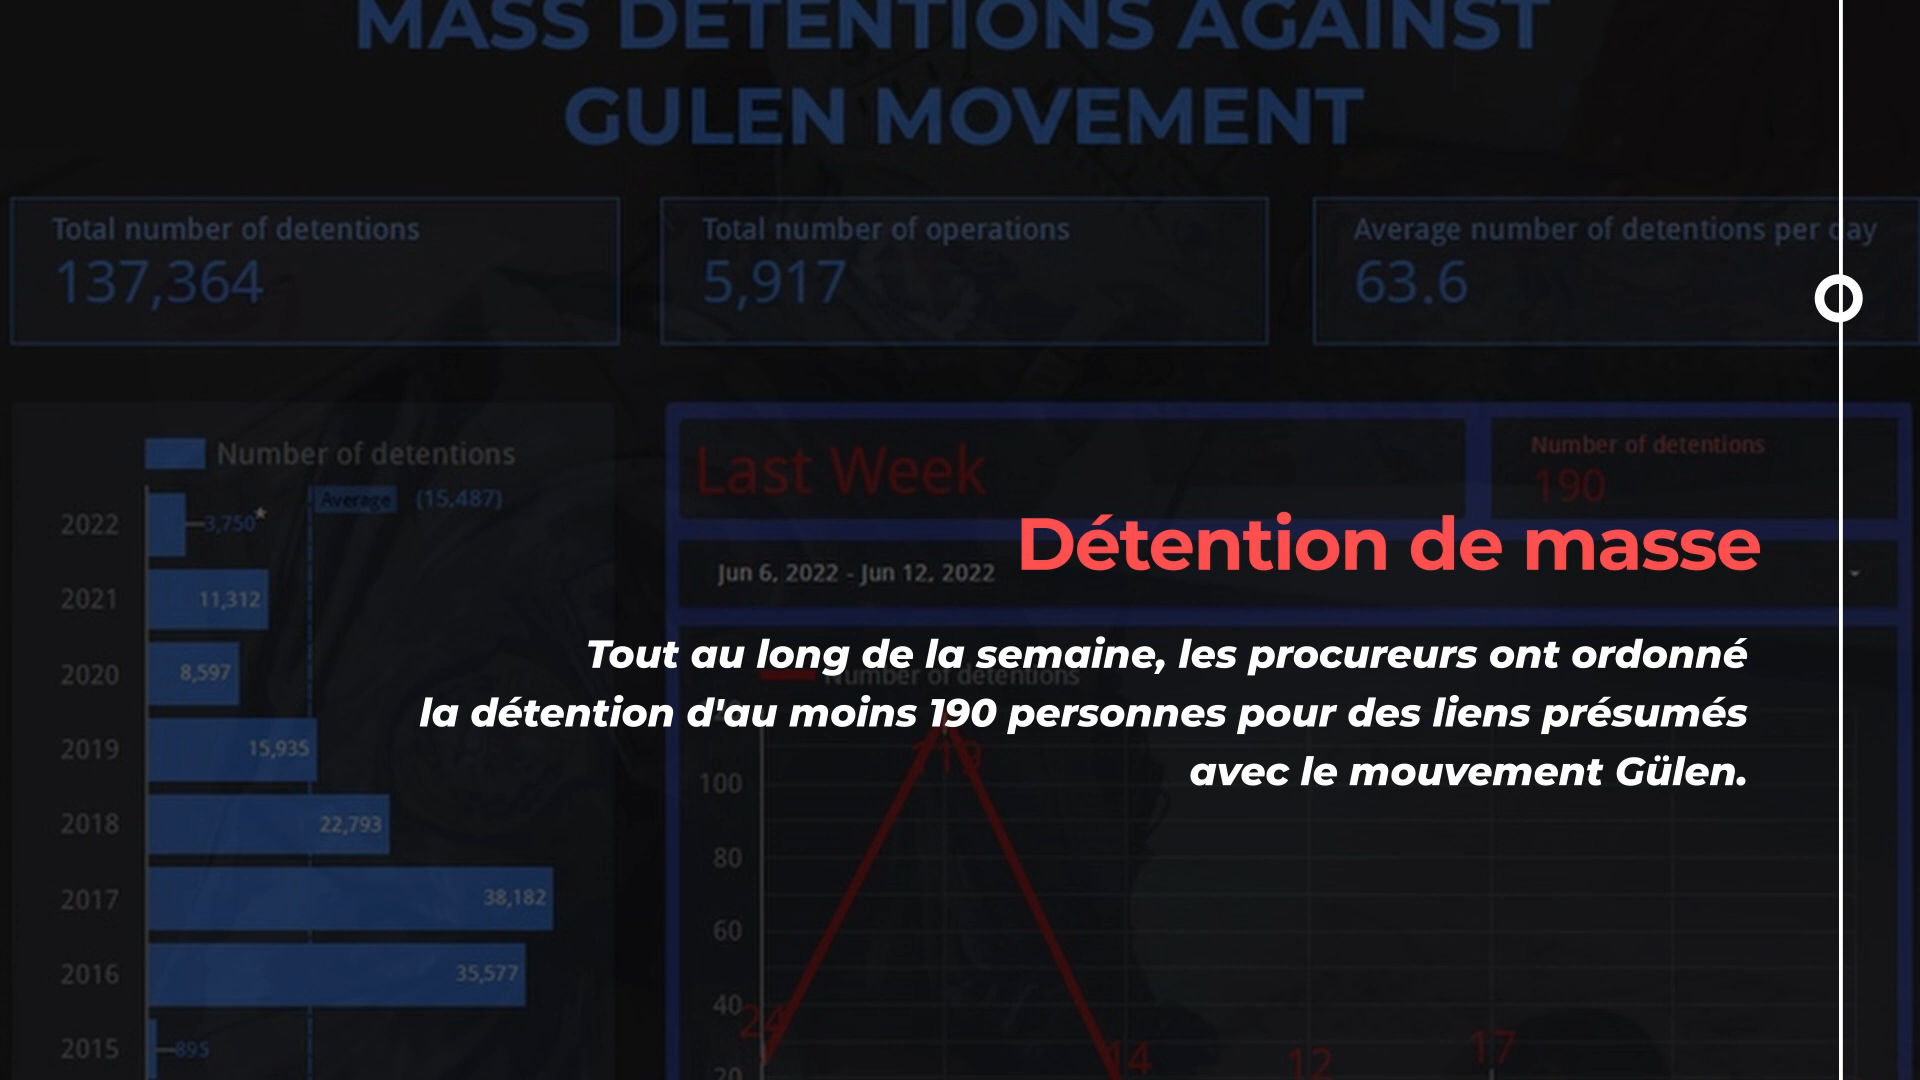 MASS DETENTIONS AGAINST
GULEN MOVEMENT
Total number of detentions
137,364
Total number of operations
5,917
Average number of detentions per day
63.6
Number of detentions
Average (15,487)
2022 3,750*
2021 11,312
2020 8,597
2019 15,935
2018 22,793
2017 38,182
2016 35,577
2015 895
Last Week
Number of detentions
190
Jun 6, 2022 - Jun 12, 2022
Détention de masse
Tout au long de la semaine, les procureurs ont ordonné
la détention d'au moins 190 personnes pour des liens présumés
avec le mouvement Gülen.
Number of detentions
100
80
60
40
20
24
14
12
17